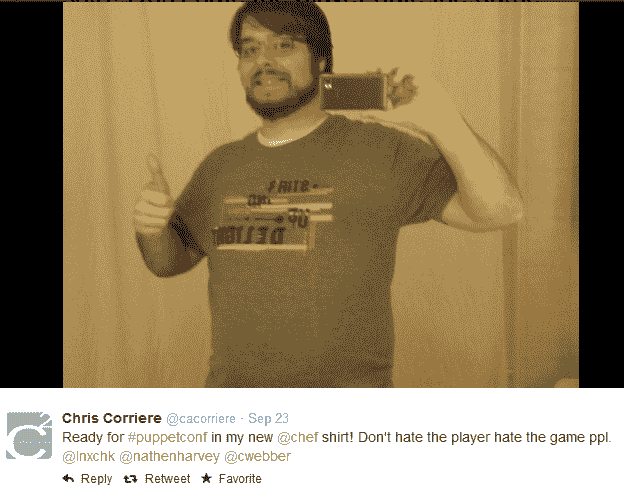 Chris Corriere @cacorriere · Sep 23
Ready for #puppetconf in my new @chef shirt! Don't hate the player hate the game ppl.
@lnxchk @nathenharvey @cwebber
Reply Retweet Favorite